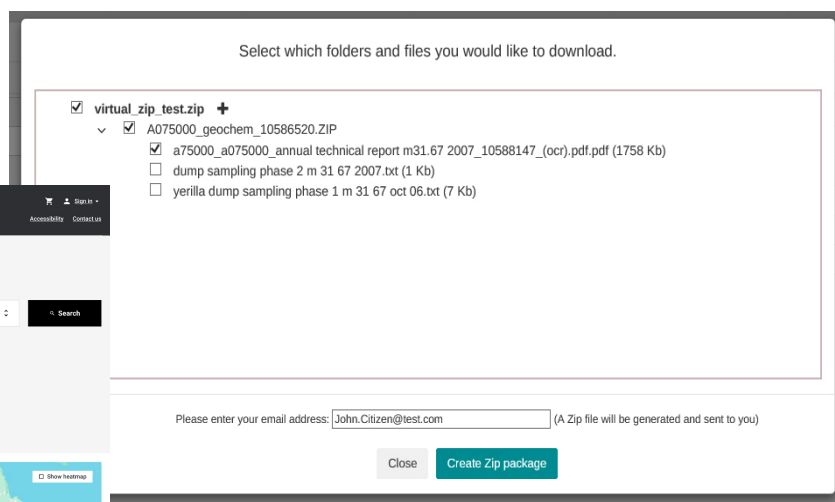 Select which folders and files you would like to download.
virtual_zip_test.zip +
A075000_geochem_10586520.ZIP
a75000_a075000_annual technical report m31.67 2007_10588147_(ocr).pdf.pdf (1758 Kb)
dump sampling phase 2 m 31 67 2007.txt (1 Kb)
yerilla dump sampling phase 1 m 31 67 oct 06.txt (7 Kb)
Sign in
Accessibility Contact us
Search
Please enter your email address: John.Citizen@test.com (A Zip file will be generated and sent to you)
Close Create Zip package
Show heatmap